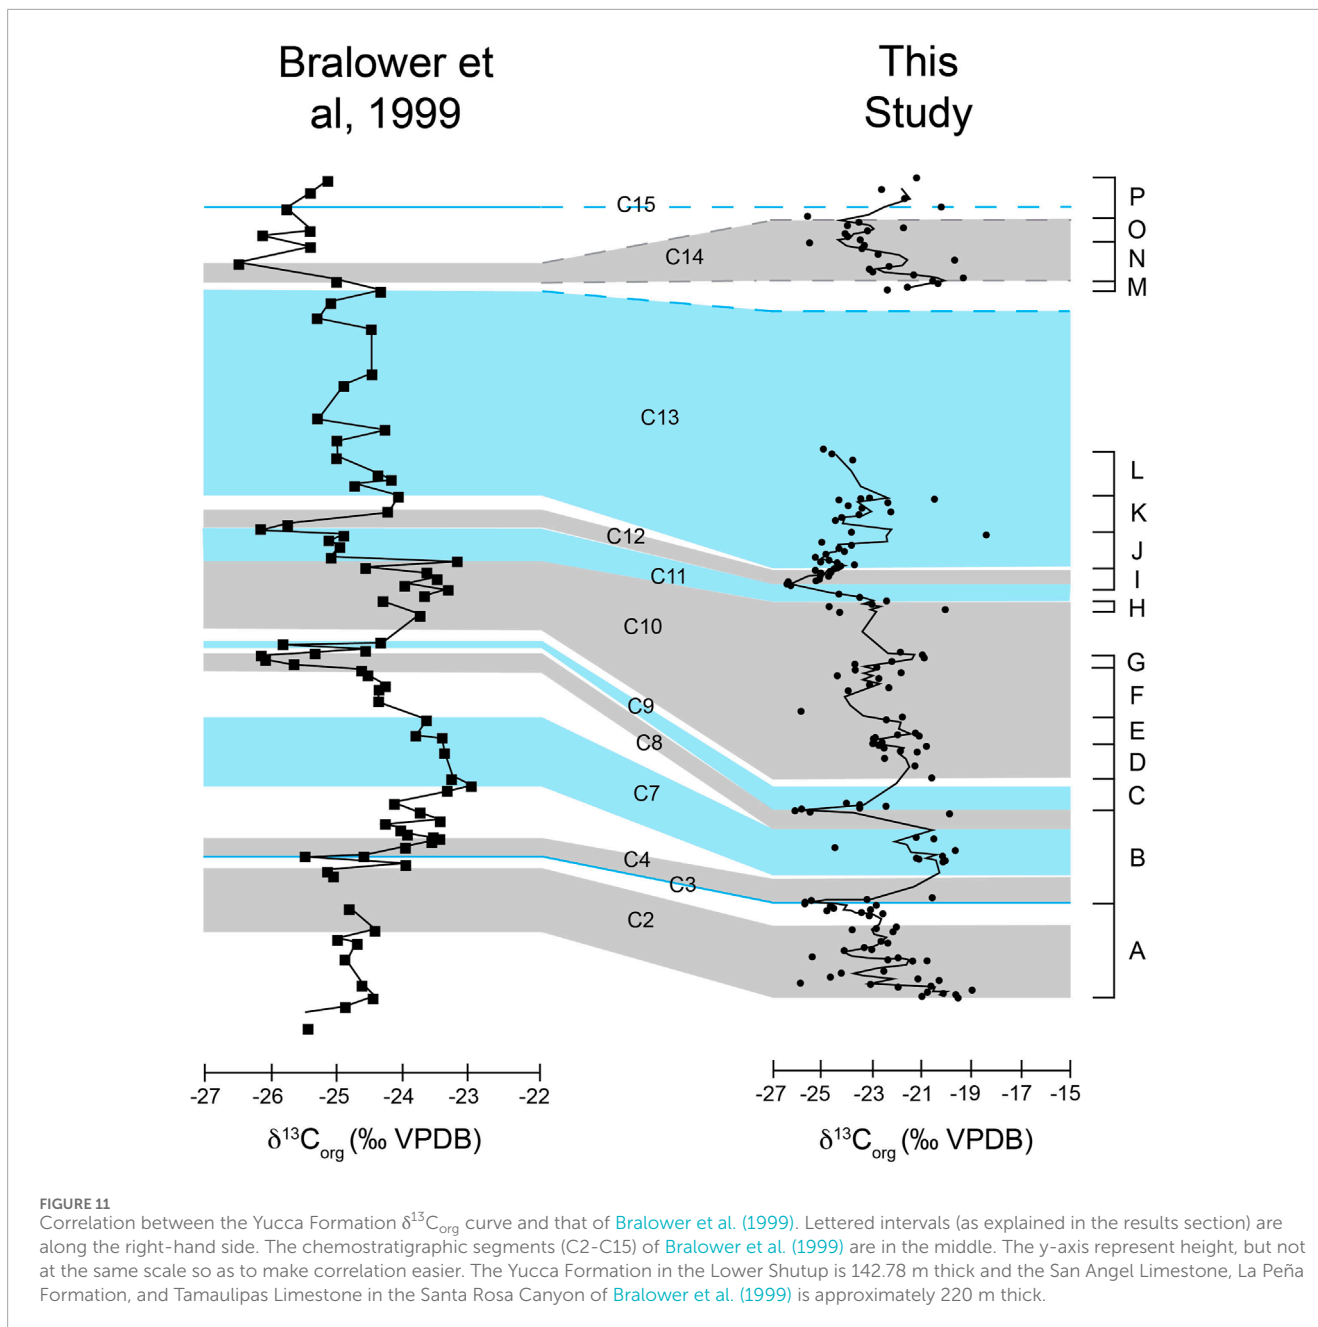 Bralower et
al, 1999
This
Study
C15
C14
C13
C12
C11
C10
C9
C8
C7
C4
C3
C2
P
O
N
M
L
K
J
I
H
G
F
E
D
C
B
A
-27 -26 -25 -24 -23 -22
δ13Corg (‰ VPDB)
-27 -25 -23 -21 -19 -17 -15
δ13Corg (‰ VPDB)
FIGURE 11
Correlation between the Yucca Formation δ13Corg curve and that of Bralower et al. (1999). Lettered intervals (as explained in the results section) are
along the right-hand side. The chemostratigraphic segments (C2-C15) of Bralower et al. (1999) are in the middle. The y-axis represent height, but not
at the same scale so as to make correlation easier. The Yucca Formation in the Lower Shutup is 142.78 m thick and the San Angel Limestone, La Peña
Formation, and Tamaulipas Limestone in the Santa Rosa Canyon of Bralower et al. (1999) is approximately 220 m thick.